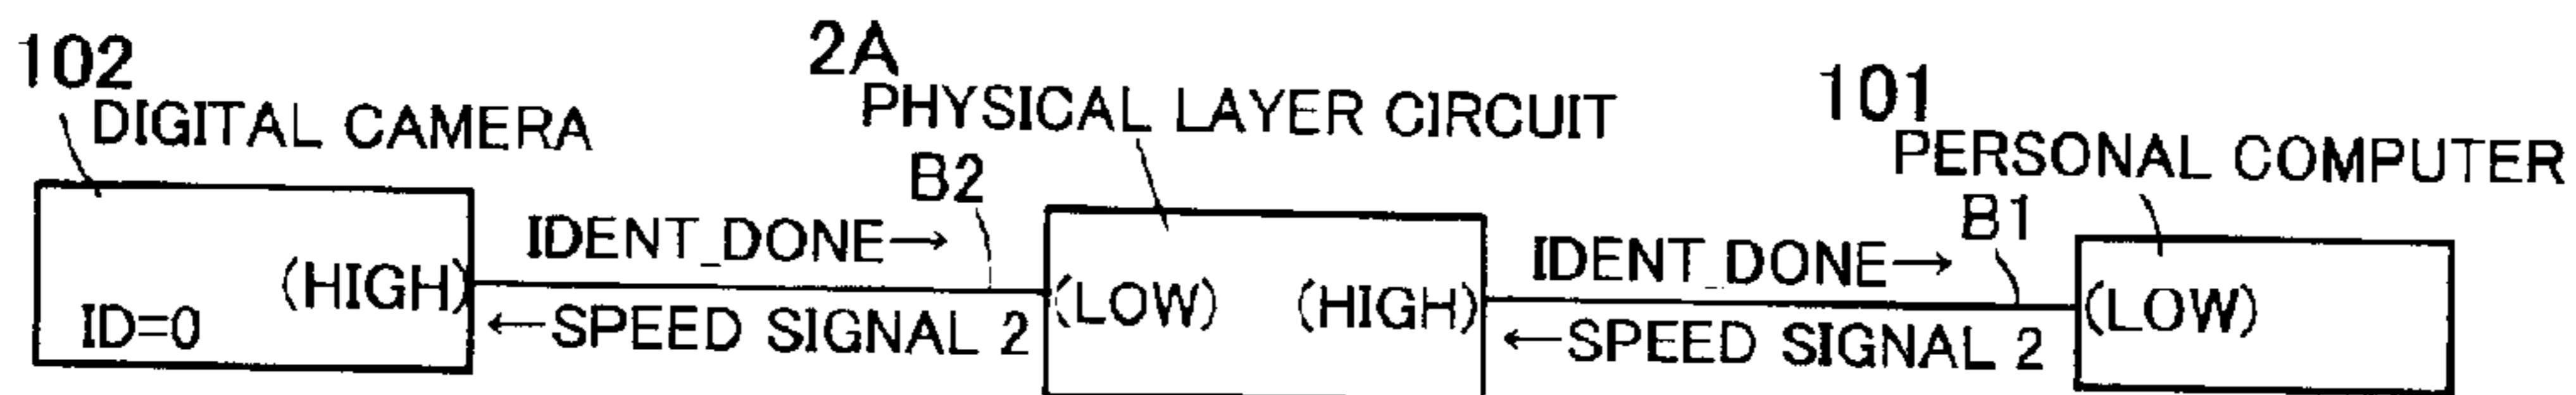 102
DIGITAL CAMERA
2A
PHYSICAL LAYER CIRCUIT
101
PERSONAL COMPUTER
B2
B1
IDENT_DONE→
IDENT_DONE→
(HIGH)
(LOW)
(HIGH)
(LOW)
ID=0
←SPEED SIGNAL 2
←SPEED SIGNAL 2